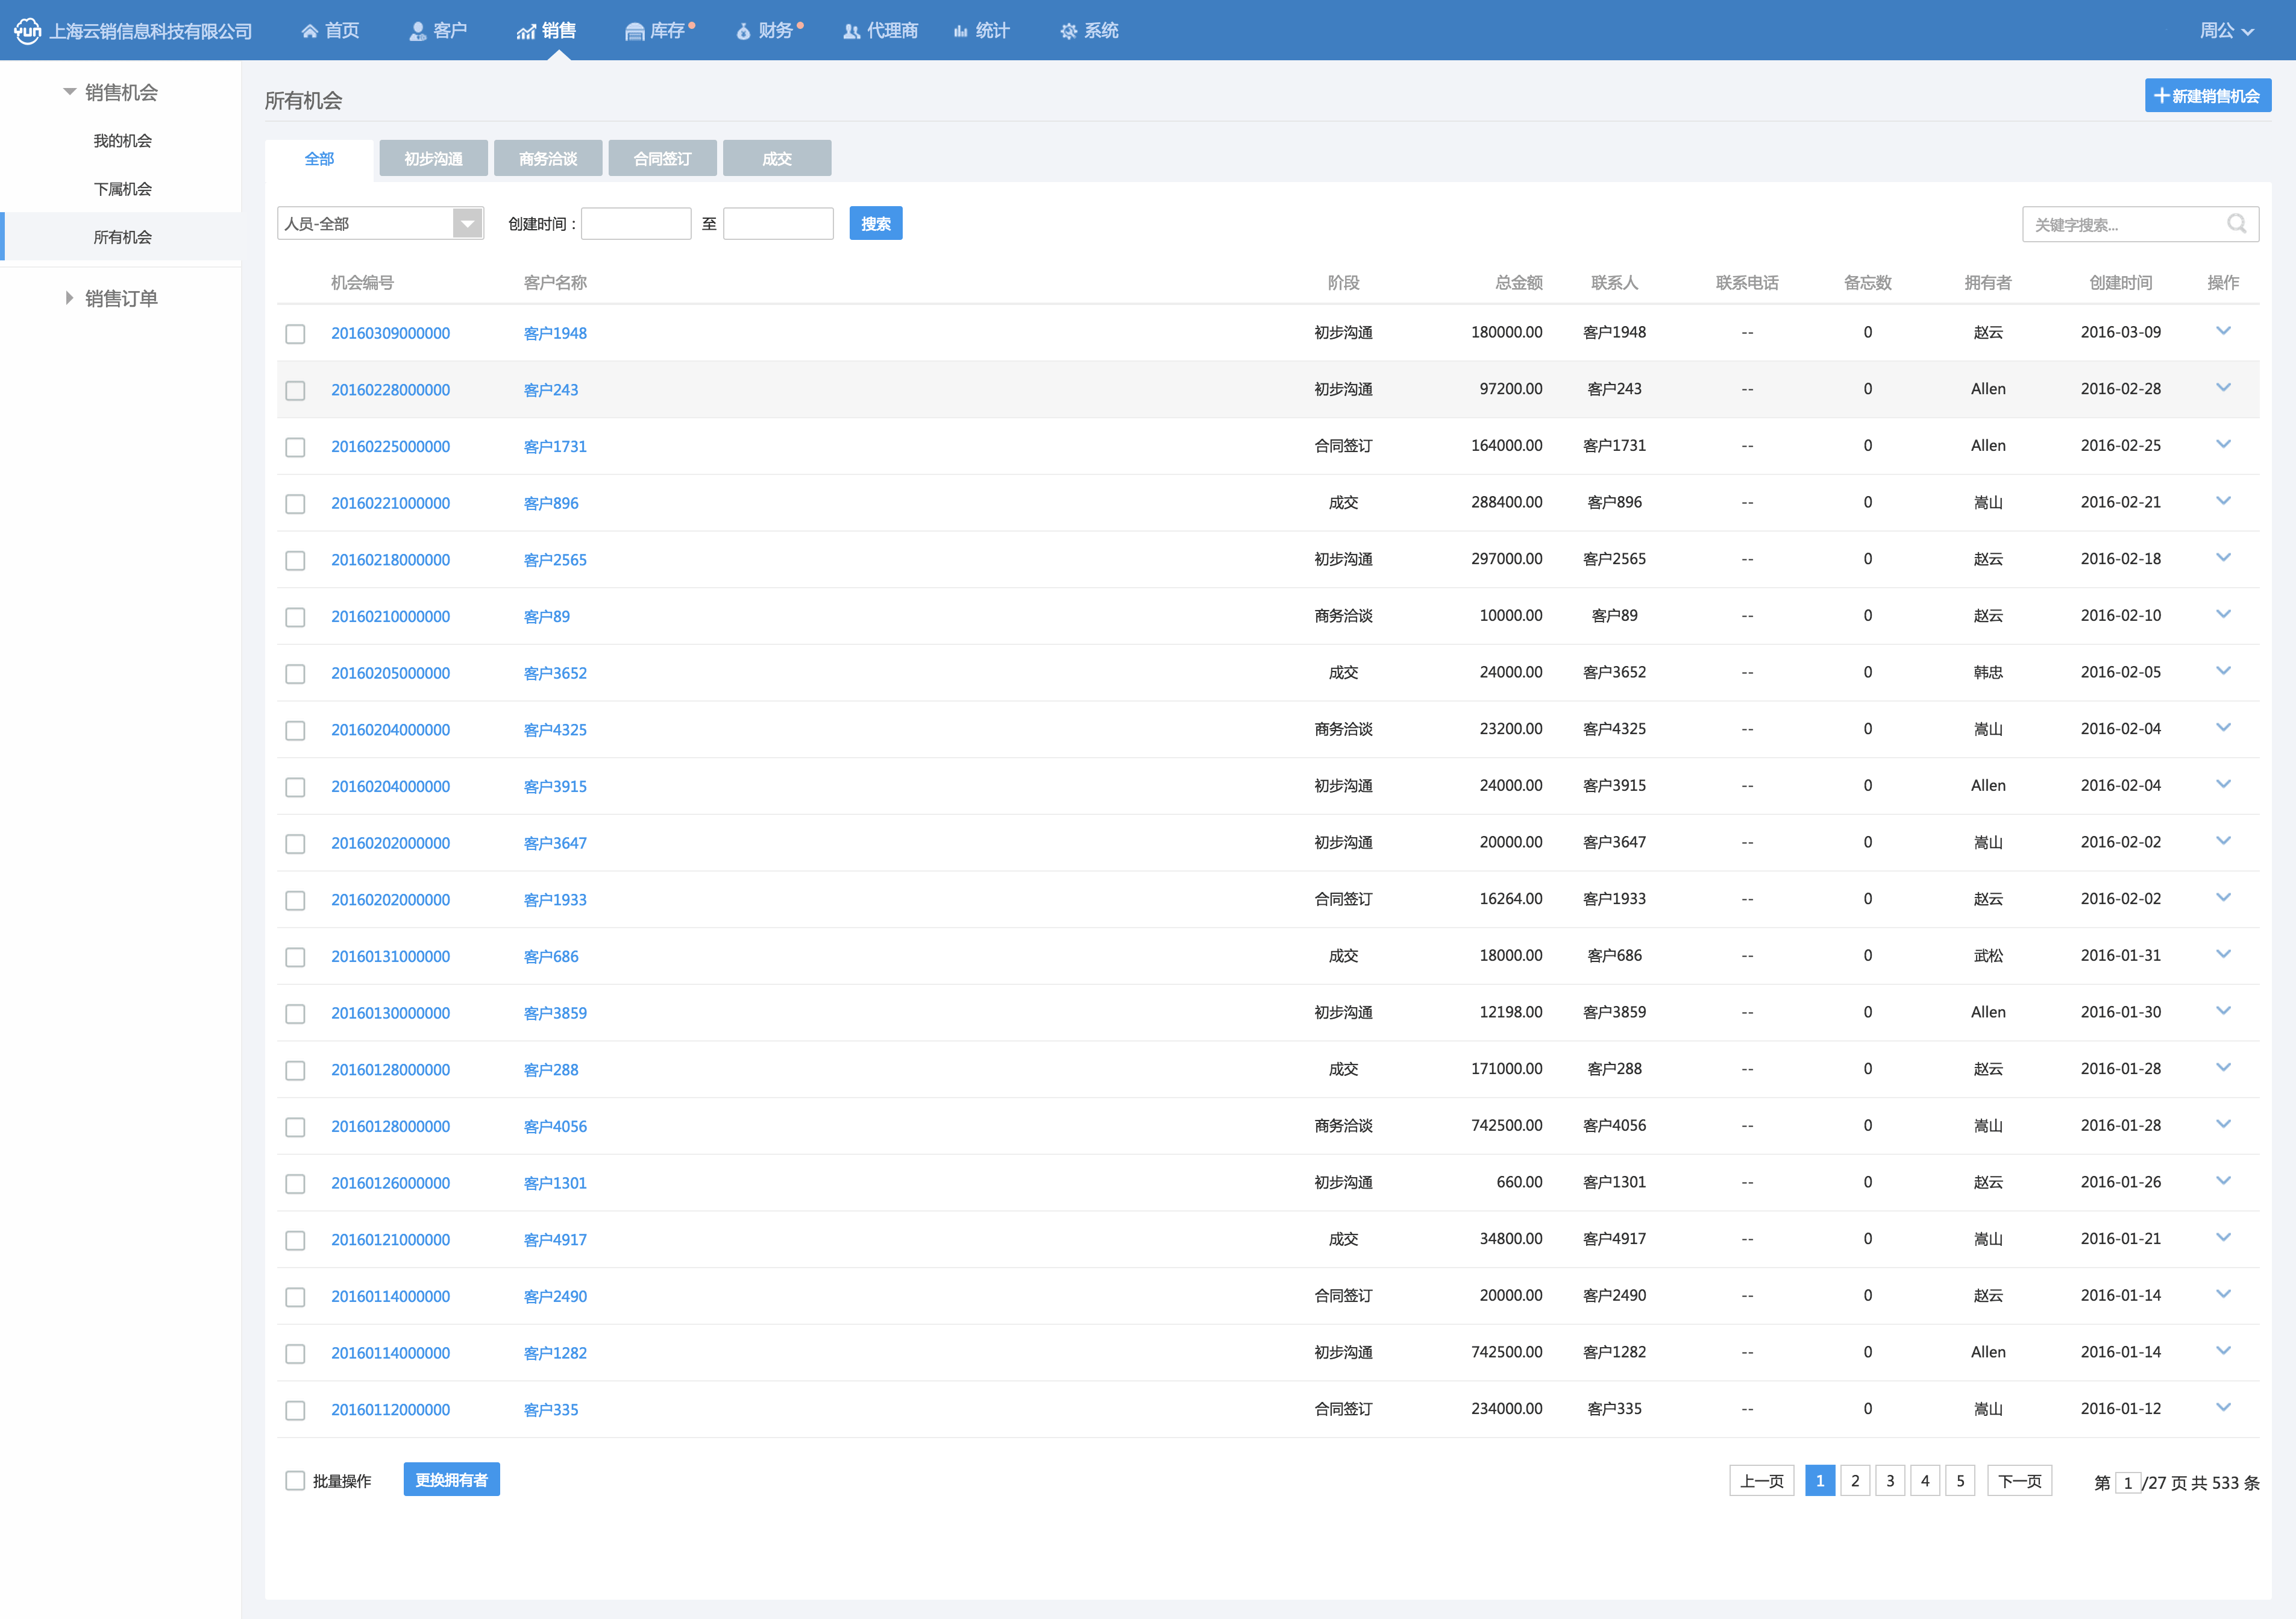 yun 上海云销信息科技有限公司 首页 客户 销售 库存 财务 代理商 统计 系统 周公
销售机会
我的机会
下属机会
所有机会
销售订单
所有机会 新建销售机会
全部 初步沟通 商务洽谈 合同签订 成交
人员-全部 创建时间： 至 搜索 关键字搜索...
机会编号 客户名称 阶段 总金额 联系人 联系电话 备忘数 拥有者 创建时间 操作
20160309000000 客户1948 初步沟通 180000.00 客户1948 -- 0 赵云 2016-03-09
20160228000000 客户243 初步沟通 97200.00 客户243 -- 0 Allen 2016-02-28
20160225000000 客户1731 合同签订 164000.00 客户1731 -- 0 Allen 2016-02-25
20160221000000 客户896 成交 288400.00 客户896 -- 0 嵩山 2016-02-21
20160218000000 客户2565 初步沟通 297000.00 客户2565 -- 0 赵云 2016-02-18
20160210000000 客户89 商务洽谈 10000.00 客户89 -- 0 赵云 2016-02-10
20160205000000 客户3652 成交 24000.00 客户3652 -- 0 韩忠 2016-02-05
20160204000000 客户4325 商务洽谈 23200.00 客户4325 -- 0 嵩山 2016-02-04
20160204000000 客户3915 初步沟通 24000.00 客户3915 -- 0 Allen 2016-02-04
20160202000000 客户3647 初步沟通 20000.00 客户3647 -- 0 嵩山 2016-02-02
20160202000000 客户1933 合同签订 16264.00 客户1933 -- 0 赵云 2016-02-02
20160131000000 客户686 成交 18000.00 客户686 -- 0 武松 2016-01-31
20160130000000 客户3859 初步沟通 12198.00 客户3859 -- 0 Allen 2016-01-30
20160128000000 客户288 成交 171000.00 客户288 -- 0 赵云 2016-01-28
20160128000000 客户4056 商务洽谈 742500.00 客户4056 -- 0 嵩山 2016-01-28
20160126000000 客户1301 初步沟通 660.00 客户1301 -- 0 赵云 2016-01-26
20160121000000 客户4917 成交 34800.00 客户4917 -- 0 嵩山 2016-01-21
20160114000000 客户2490 合同签订 20000.00 客户2490 -- 0 赵云 2016-01-14
20160114000000 客户1282 初步沟通 742500.00 客户1282 -- 0 Allen 2016-01-14
20160112000000 客户335 合同签订 234000.00 客户335 -- 0 嵩山 2016-01-12
批量操作 更换拥有者 上一页 1 2 3 4 5 下一页 第 1 /27 页 共 533 条